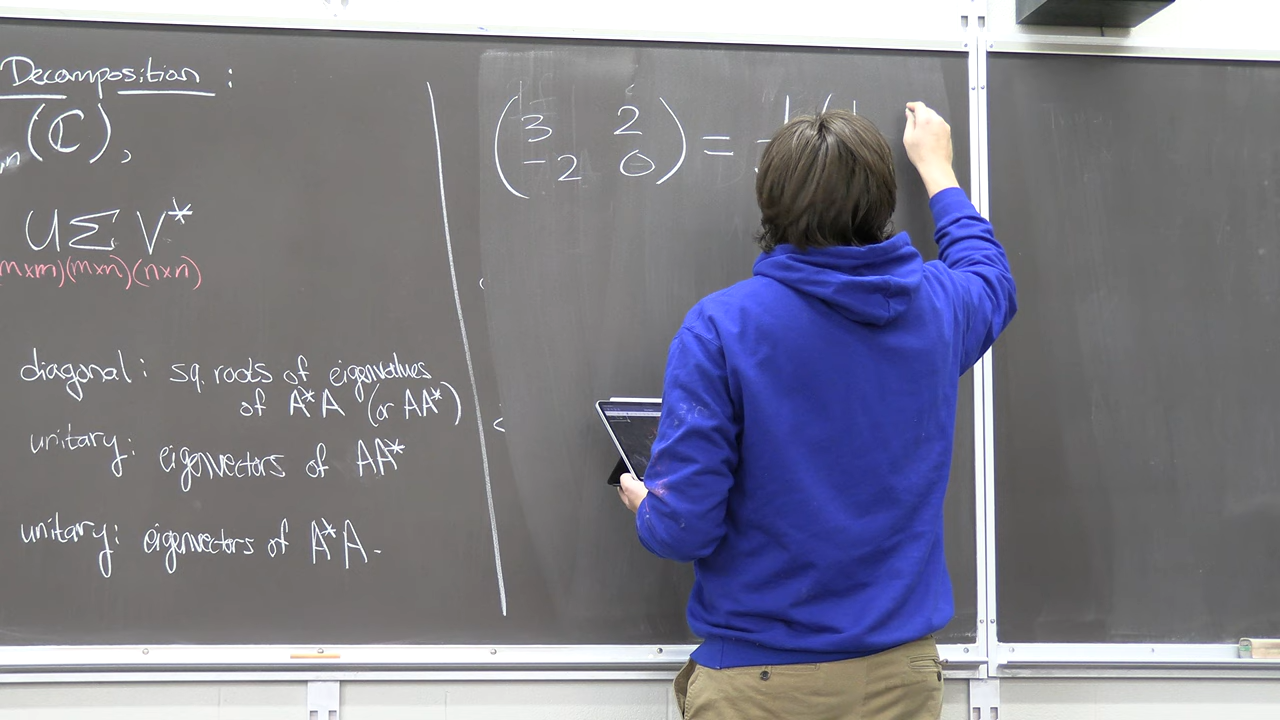 Decomposition :
(ℂ),
UΣV*
(m×m)(m×n)(n×n)
diagonal : sq. roots of eigenvalues
of A*A (or AA*)
unitary: eigenvectors of AA*
unitary: eigenvectors of A*A.
( 3 2 ) =
( -2 0 )